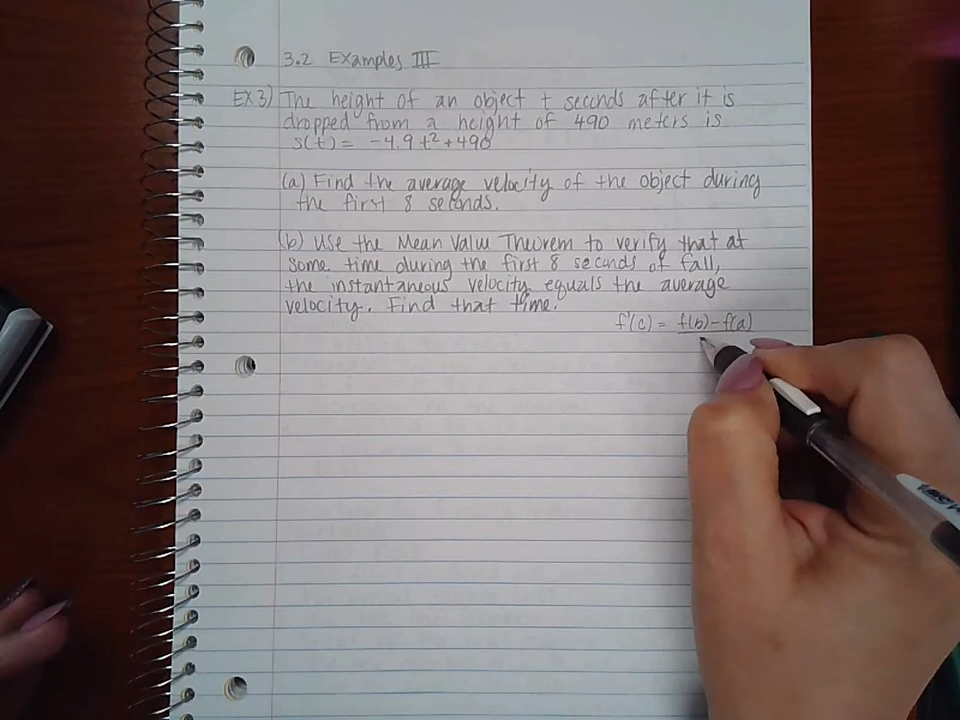 3.2 Examples III
EX 3) The height of an object t seconds after it is
dropped from a height of 490 meters is
s(t) = -4.9t² + 490
(a) Find the average velocity of the object during
the first 8 seconds.
(b) Use the Mean Value Theorem to verify that at
some time during the first 8 seconds of fall,
the instantaneous velocity equals the average
velocity. Find that time.
f'(c) = f(b)-f(a)